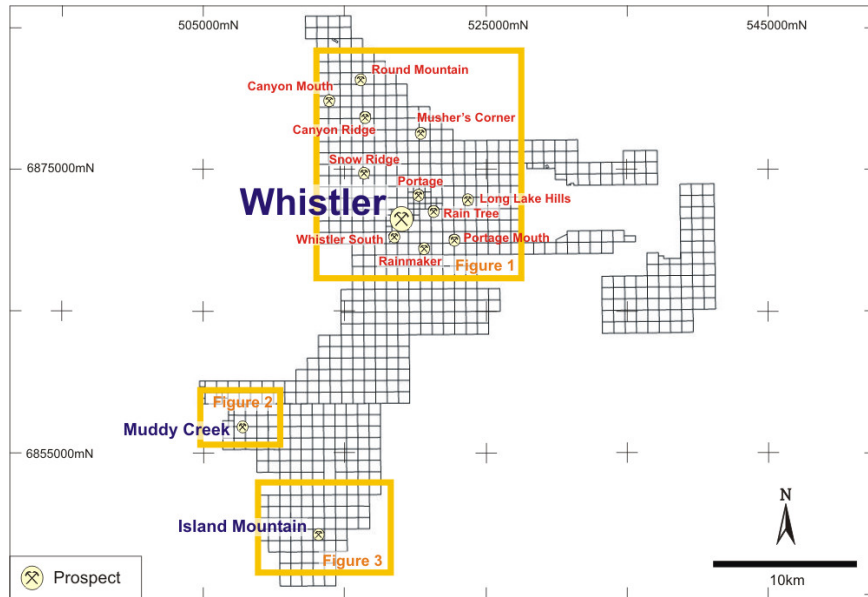 505000mN
525000mN
545000mN
Round Mountain
Canyon Mouth
Canyon Ridge
Musher's Corner
6875000mN
Snow Ridge
Portage
Long Lake Hills
Whistler
Rain Tree
Whistler South
Portage Mouth
Rainmaker
Figure 1
Figure 2
Muddy Creek
6855000mN
Island Mountain
N
Figure 3
Prospect
10km